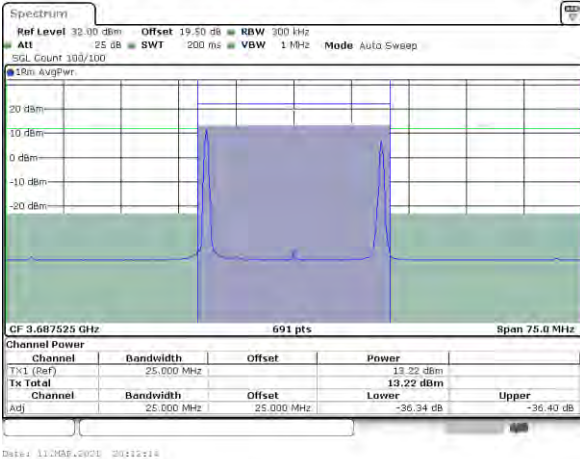 Spectrum
Ref Level 32.00 dBm Offset 19.50 dB RBW 300 kHz
Att 25 dB SWT 200 ms VBW 1 MHz Mode Auto Sweep
SGL Count 100/100
1Rm AvgPwr
20 dBm
10 dBm
0 dBm
-10 dBm
-20 dBm
CF 3.687525 GHz 691 pts Span 75.0 MHz
Channel Power
Channel Bandwidth Offset Power
TX1 (Ref) 25.000 MHz 13.22 dBm
Tx Total 13.22 dBm
Channel Bandwidth Offset Lower Upper
Adj 25.000 MHz 25.000 MHz -36.34 dB -36.40 dB
Date: 11.MAR.2021 20:12:14